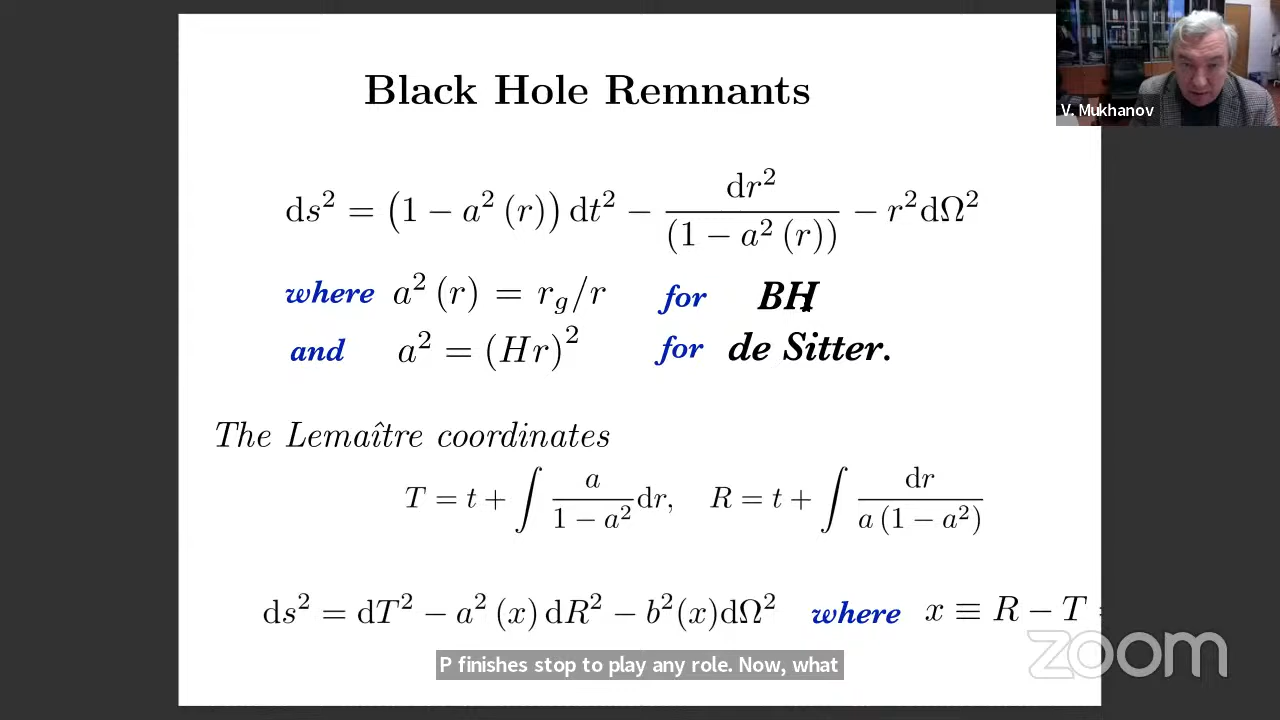 Black Hole Remnants
V. Mukhanov
ds² = (1 − a² (r)) dt² − dr² / (1 − a² (r)) − r²dΩ²
where a² (r) = r_g/r for BH
and a² = (Hr)² for de Sitter.
The Lemaître coordinates
T = t + ∫ a / (1 − a²) dr, R = t + ∫ dr / (a (1 − a²))
ds² = dT² − a² (x) dR² − b²(x)dΩ² where x ≡ R − T
zoom
P finishes stop to play any role. Now, what